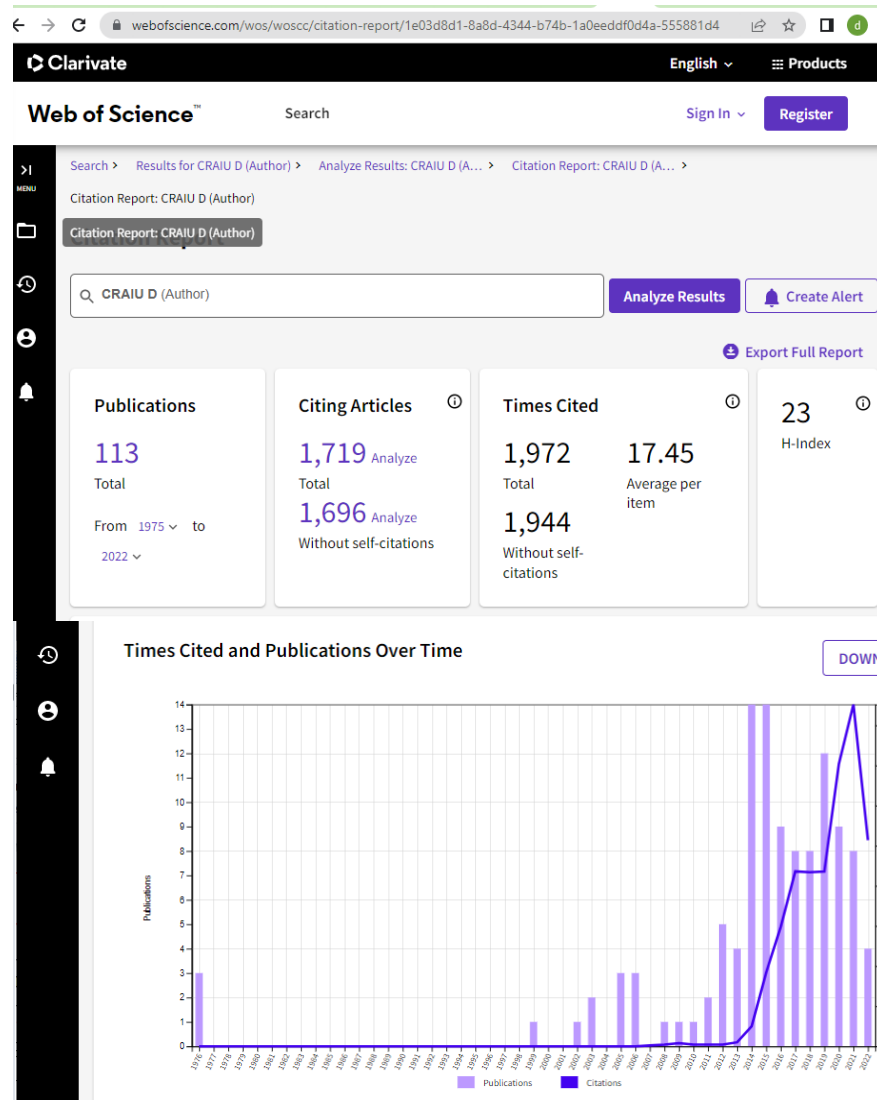 webofscience.com/wos/woscc/citation-report/1e03d8d1-8a8d-4344-b74b-1a0eeddf0d4a-555881d4
d
Clarivate
English
Products
Web of Science™
Search
Sign In
Register
MENU
Search > Results for CRAIU D (Author) > Analyze Results: CRAIU D (A... > Citation Report: CRAIU D (A... >
Citation Report: CRAIU D (Author)
Citation Report: CRAIU D (Author)
Citation Report
CRAIU D (Author)
Analyze Results
Create Alert
Export Full Report
Publications
113
Total
From 1975 to
2022
Citing Articles
1,719 Analyze
Total
1,696 Analyze
Without self-citations
Times Cited
1,972
Total
1,944
Without self-
citations
17.45
Average per
item
23
H-Index
Times Cited and Publications Over Time
DOWN
Publications
14
13
12
11
10
9
8
7
6
5
4
3
2
1
0
1976 1977 1978 1979 1980 1981 1982 1983 1984 1985 1986 1987 1988 1989 1990 1991 1992 1993 1994 1995 1996 1997 1998 1999 2000 2001 2002 2003 2004 2005 2006 2007 2008 2009 2010 2011 2012 2013 2014 2015 2016 2017 2018 2019 2020 2021 2022
Publications Citations